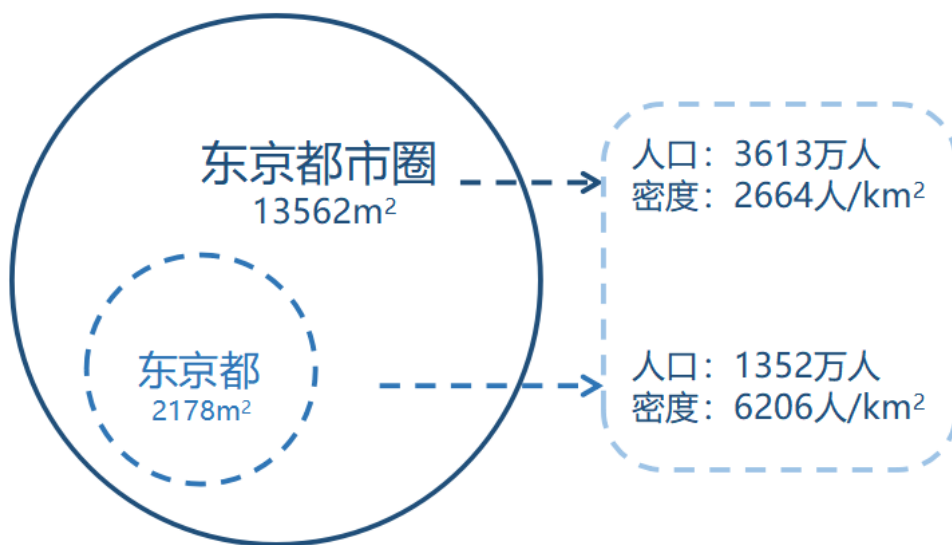 东京都市圈
13562m²
人口：3613万人
密度：2664人/km²
东京都
2178m²
人口：1352万人
密度：6206人/km²